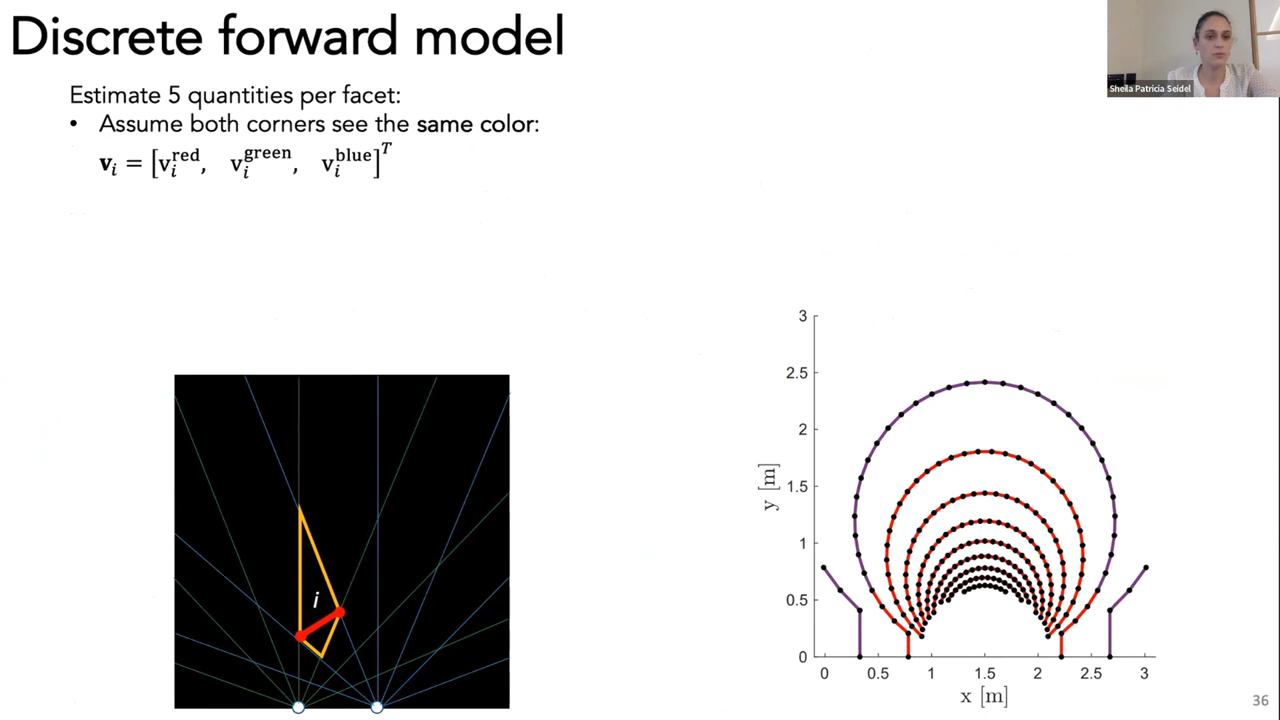 Discrete forward model
Sheila Patricia Seidel
Estimate 5 quantities per facet:
• Assume both corners see the same color:
v_i = [v_i^red, v_i^green, v_i^blue]^T
i
3
2.5
2
1.5
1
0.5
0
y [m]
0 0.5 1 1.5 2 2.5 3
x [m]
36